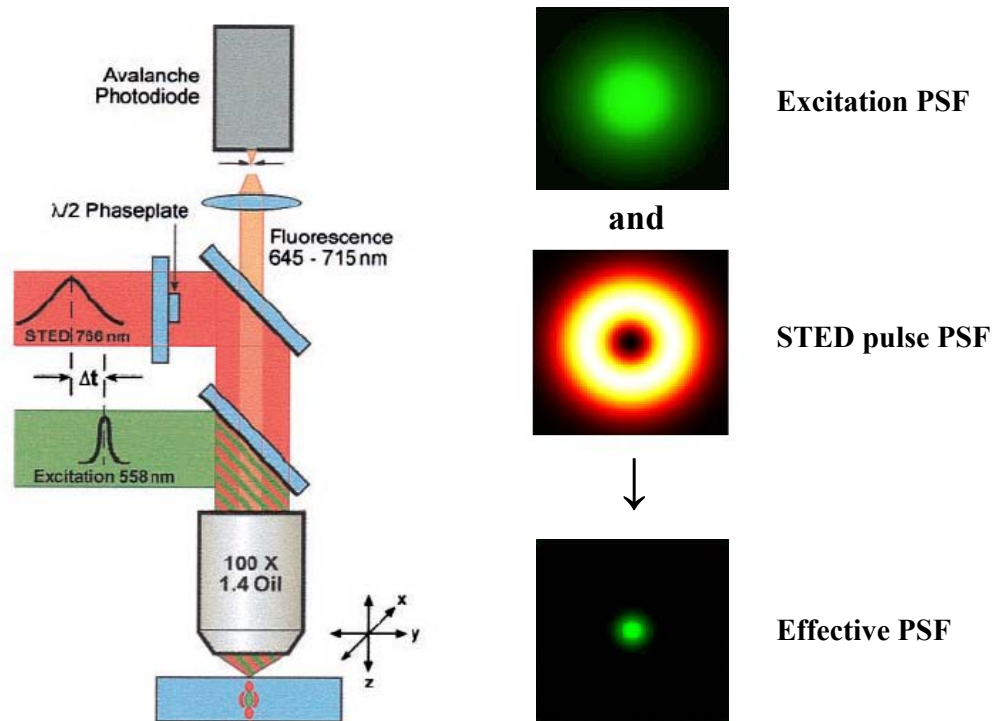 Avalanche
Photodiode
λ/2 Phaseplate
Fluorescence
645 - 715 nm
STED 766 nm
Δt
Excitation 558 nm
100 X
1.4 Oil
x
y
z
Excitation PSF
and
STED pulse PSF
Effective PSF